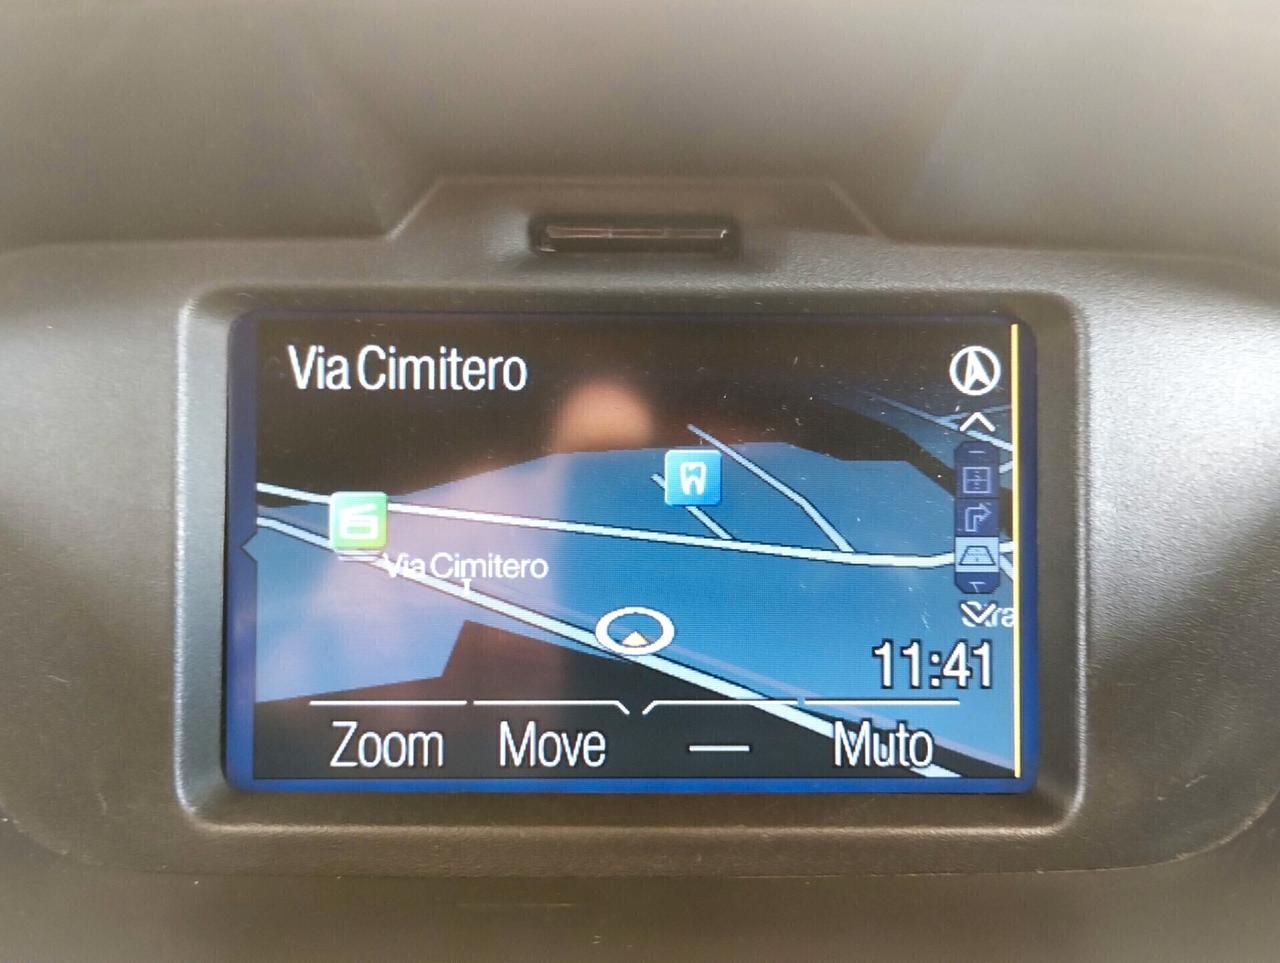 Via Cimitero
Via Cimitero
11:41
Zoom Move — Muto